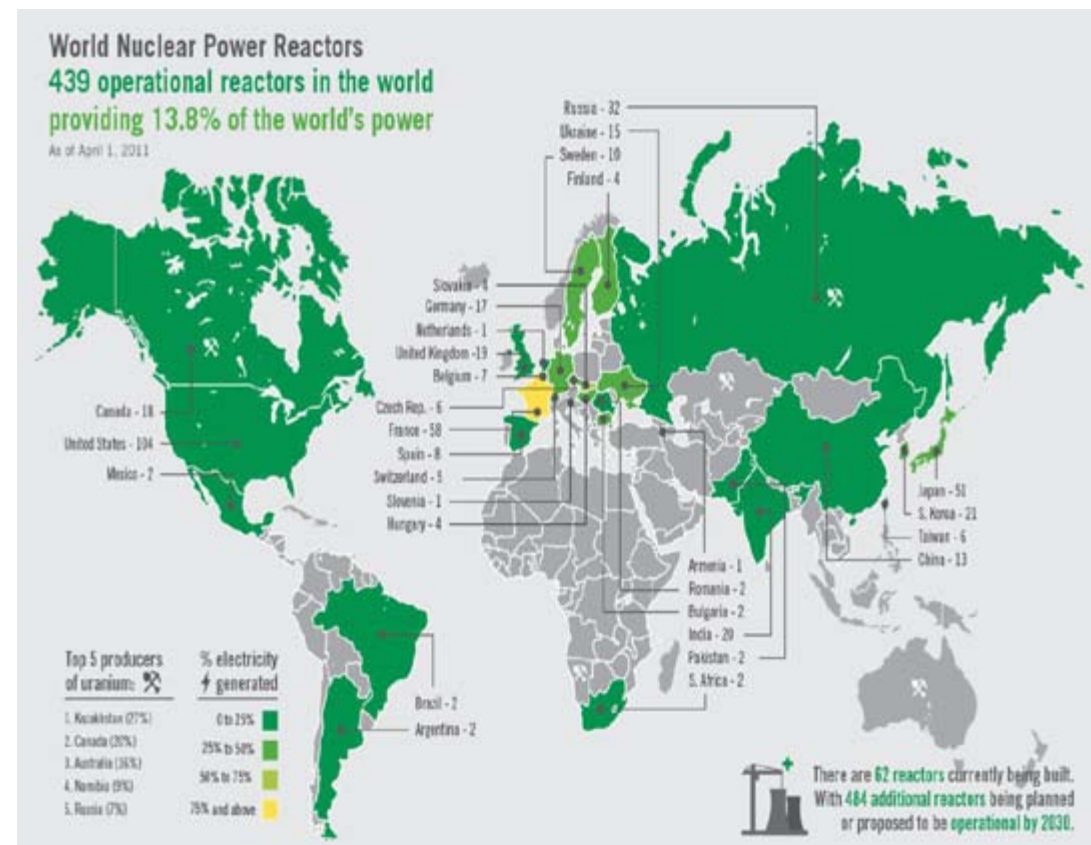 World Nuclear Power Reactors
439 operational reactors in the world
providing 13.8% of the world's power
As of April 1, 2011
Russia - 32
Ukraine - 15
Sweden - 10
Finland - 4
Slovakia - 4
Germany - 17
Netherlands - 1
United Kingdom -19
Belgium - 7
Czech Rep. - 6
France - 58
Spain - 8
Switzerland - 5
Slovenia - 1
Hungary - 4
Canada - 18
United States - 104
Mexico - 2
Japan - 51
S. Korea - 21
Taiwan - 6
China - 13
Armenia - 1
Romania - 2
Bulgaria - 2
India - 20
Pakistan - 2
S. Africa - 2
Brazil - 2
Argentina - 2
Top 5 producers
of uranium:
1. Kazakhstan (27%)
2. Canada (20%)
3. Australia (16%)
4. Namibia (9%)
5. Russia (7%)
% electricity
generated
0 to 25%
25% to 50%
50% to 75%
75% and above
There are 62 reactors currently being built.
With 484 additional reactors being planned
or proposed to be operational by 2030.